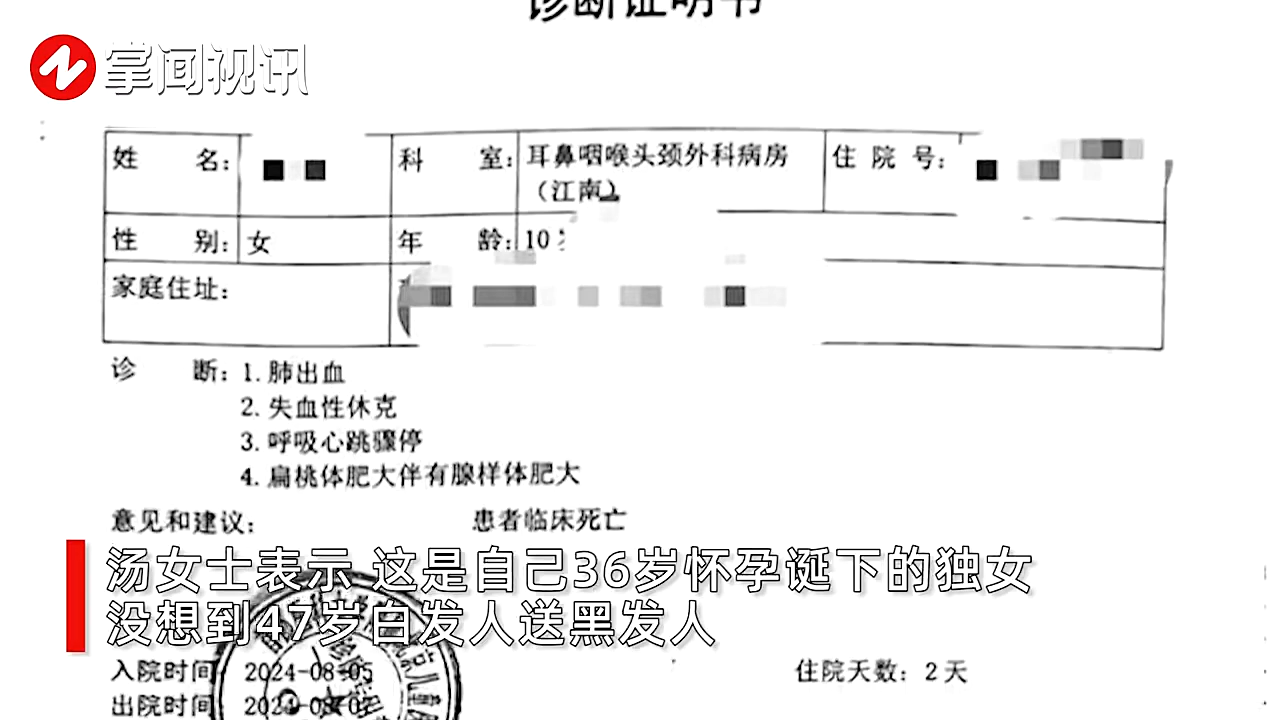 诊断证明书
掌闻视讯
姓 名： 科 室： 耳鼻咽喉头颈外科病房 住 院 号：
（江南）
性 别： 女 年 龄： 10
家庭住址：
诊 断： 1. 肺出血
2. 失血性休克
3. 呼吸心跳骤停
4. 扁桃体肥大伴有腺样体肥大
意见和建议： 患者临床死亡
汤女士表示 这是自己36岁怀孕诞下的独女
没想到47岁白发人送黑发人
入院时间 2024-08-05 住院天数：2 天
出院时间